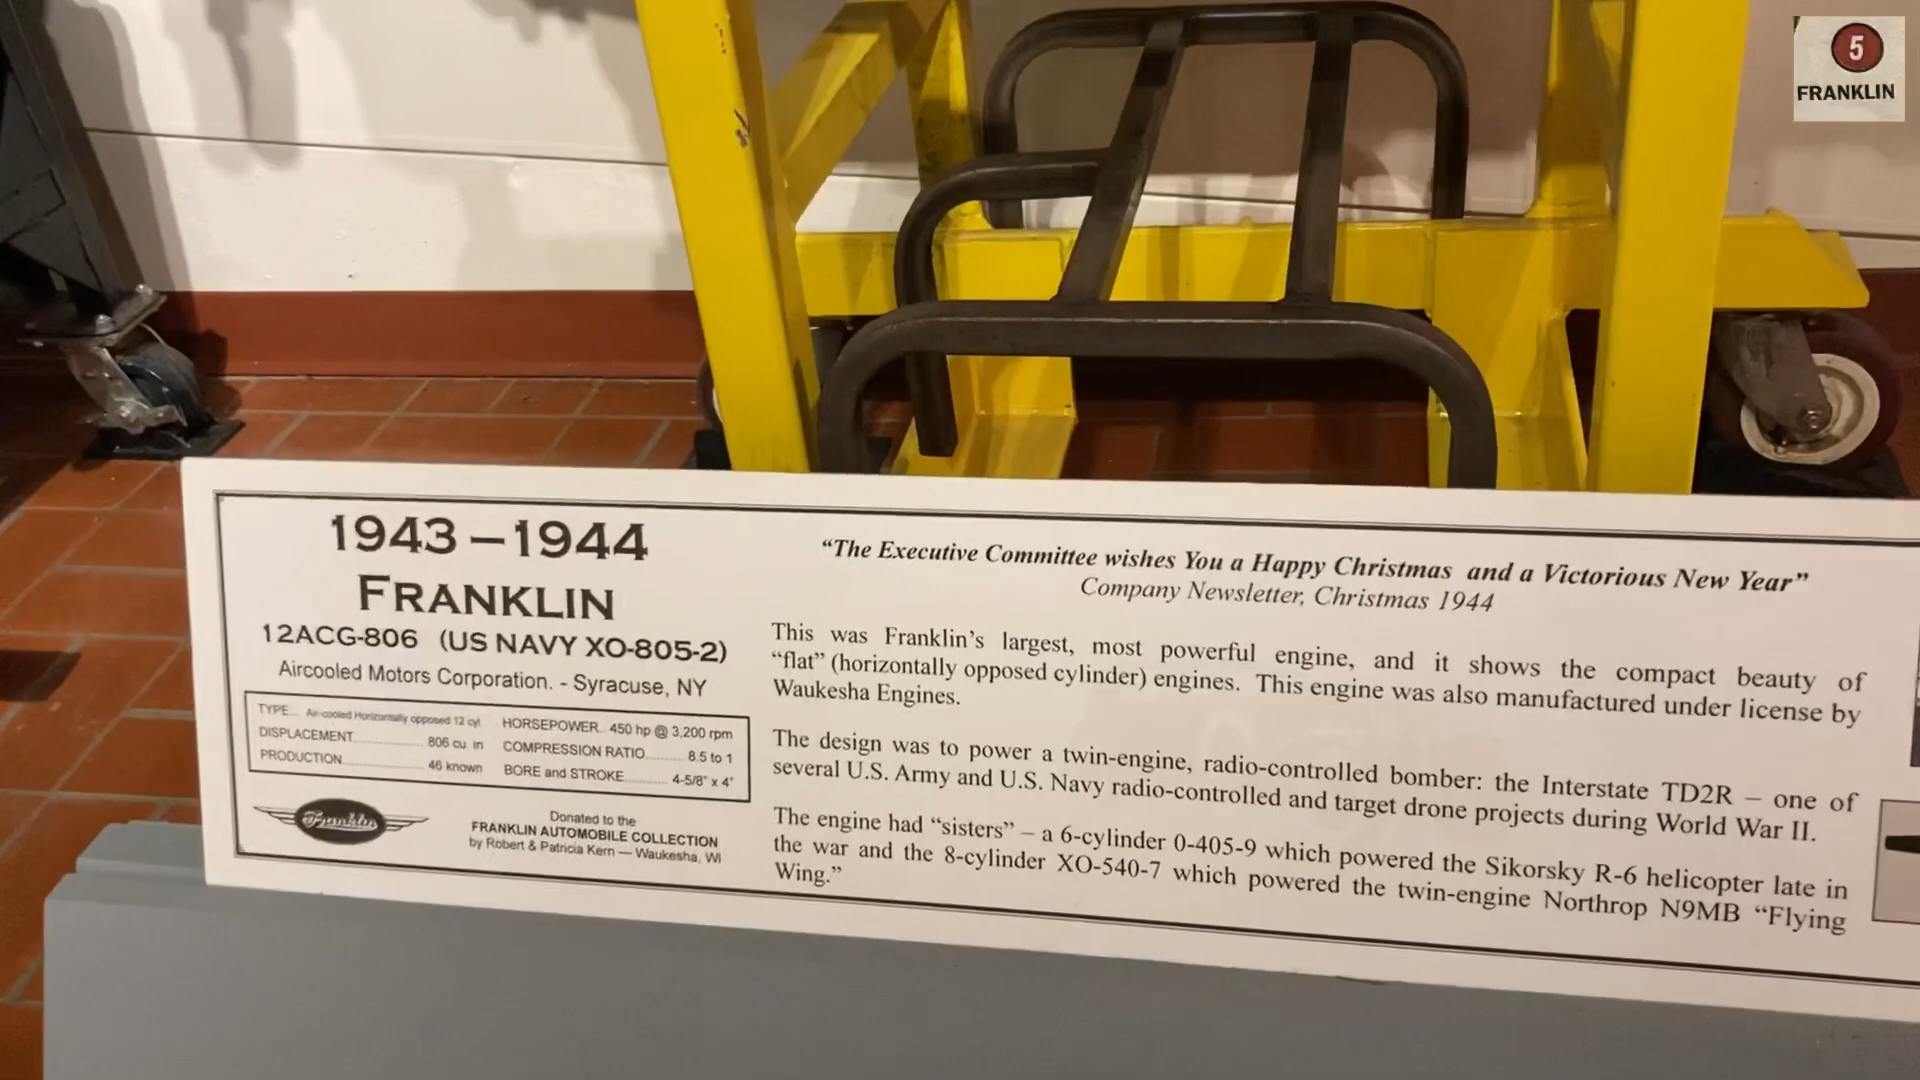 5
FRANKLIN
1943 – 1944
FRANKLIN
12ACG-806 (US NAVY XO-805-2)
Aircooled Motors Corporation. - Syracuse, NY
TYPE... Air-cooled Horizontally opposed 12 cyl.
DISPLACEMENT.................... 806 cu. in
PRODUCTION........................ 46 known
HORSEPOWER.. 450 hp @ 3,200 rpm
COMPRESSION RATIO.......... 8.5 to 1
BORE and STROKE............ 4-5/8" x 4"
Franklin
Donated to the
FRANKLIN AUTOMOBILE COLLECTION
by Robert & Patricia Kern — Waukesha, WI
“The Executive Committee wishes You a Happy Christmas and a Victorious New Year”
Company Newsletter, Christmas 1944
This was Franklin’s largest, most powerful engine, and it shows the compact beauty of
“flat” (horizontally opposed cylinder) engines. This engine was also manufactured under license by
Waukesha Engines.
The design was to power a twin-engine, radio-controlled bomber: the Interstate TD2R – one of
several U.S. Army and U.S. Navy radio-controlled and target drone projects during World War II.
The engine had “sisters” – a 6-cylinder 0-405-9 which powered the Sikorsky R-6 helicopter late in
the war and the 8-cylinder XO-540-7 which powered the twin-engine Northrop N9MB “Flying
Wing.”